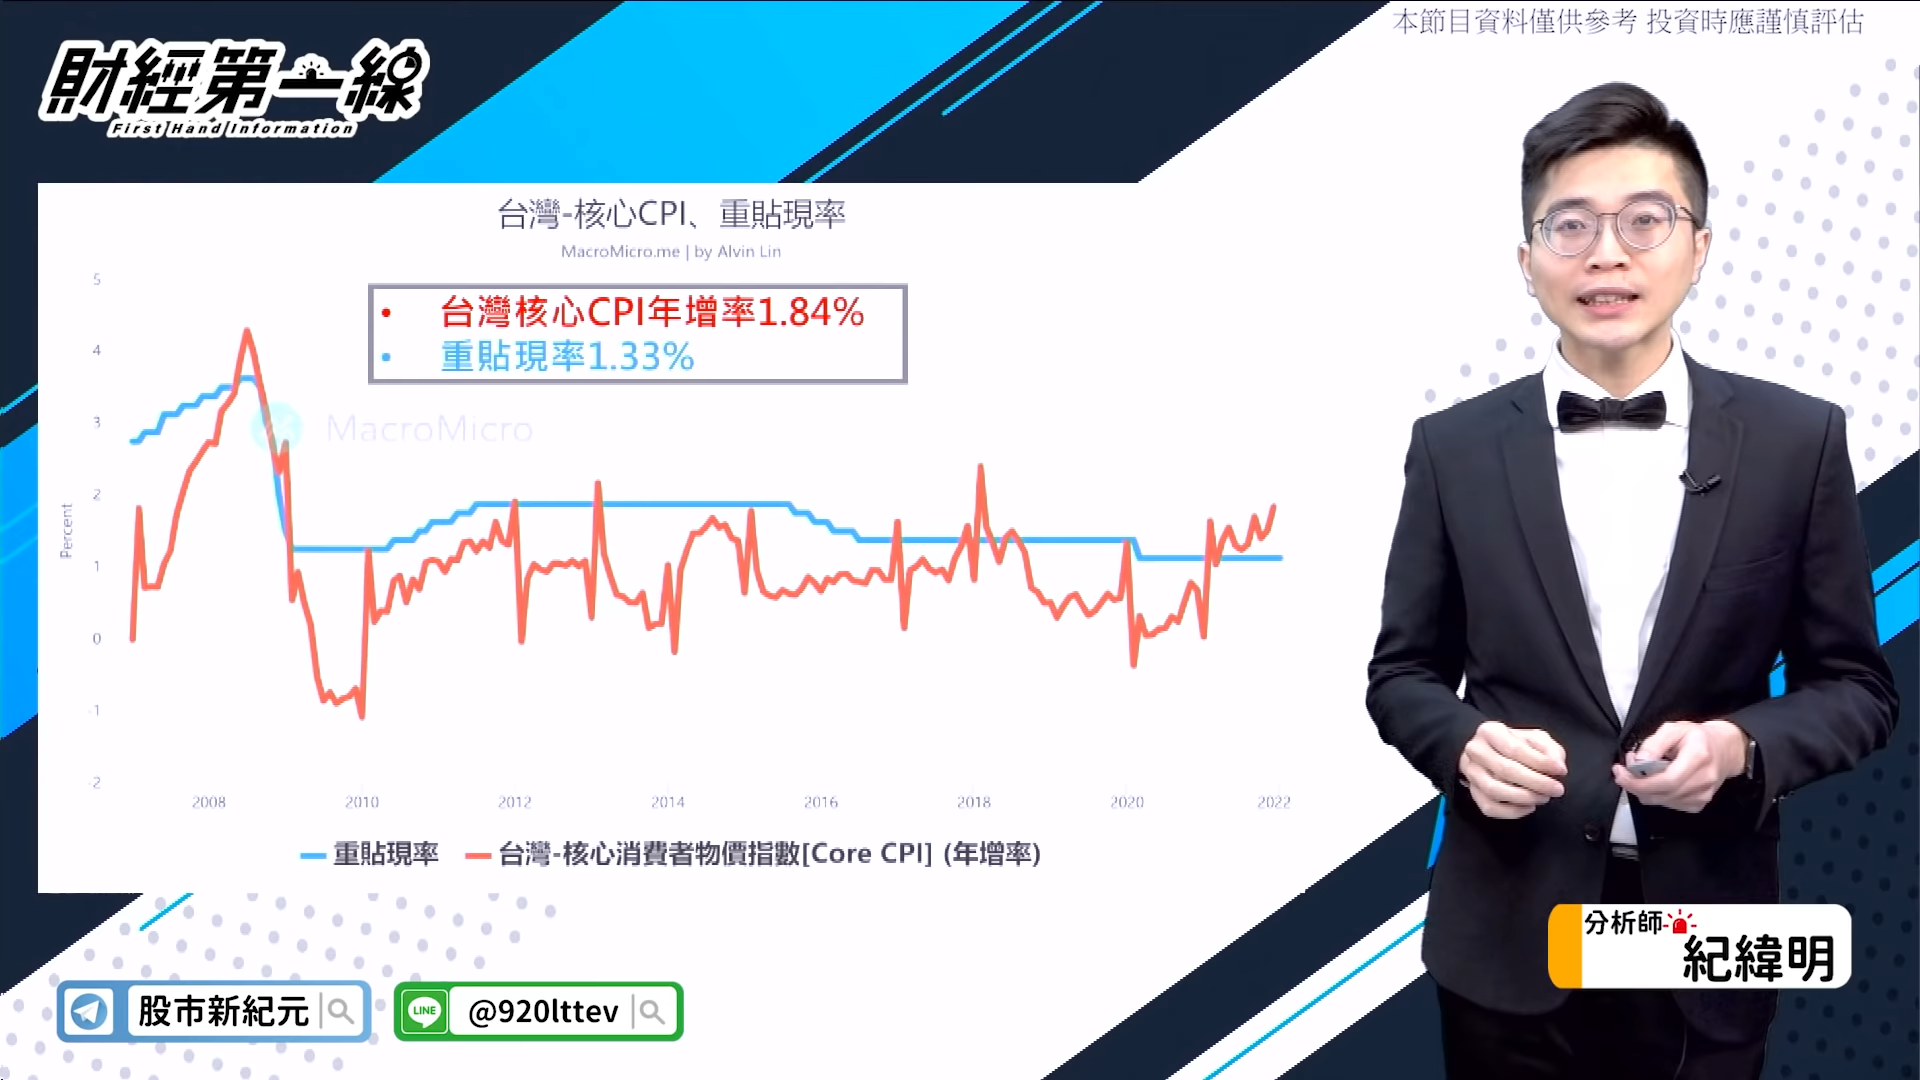 本節目資料僅供參考 投資時應謹慎評估
財經第一線
First Hand Information
台灣-核心CPI、重貼現率
MacroMicro.me | by Alvin Lin
• 台灣核心CPI年增率1.84%
• 重貼現率1.33%
MacroMicro
Percent
5
4
3
2
1
0
-1
-2
2008 2010 2012 2014 2016 2018 2020 2022
重貼現率 台灣-核心消費者物價指數[Core CPI] (年增率)
分析師
紀緯明
股市新紀元
LINE @920lttev